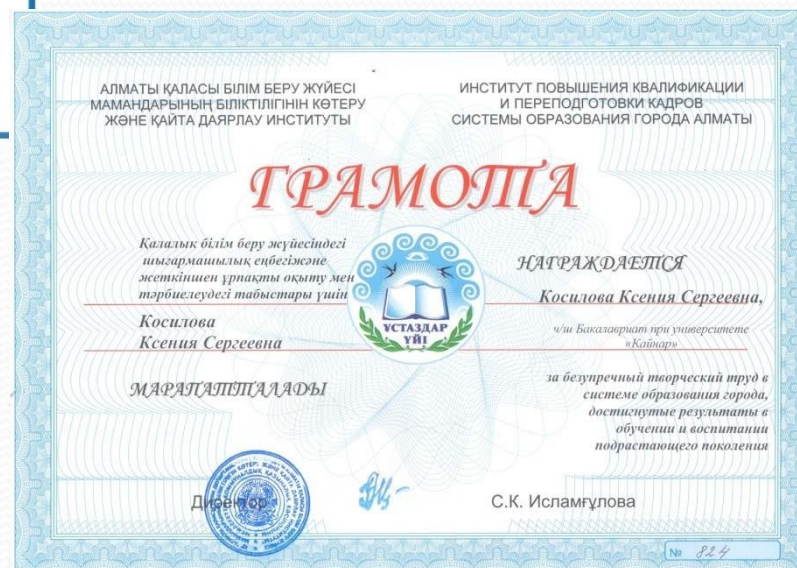 АЛМАТЫ ҚАЛАСЫ БІЛІМ БЕРУ ЖҮЙЕСІ
МАМАНДАРЫНЫҢ БІЛІКТІЛІГІНІН КӨТЕРУ
ЖӘНЕ ҚАЙТА ДАЯРЛАУ ИНСТИТУТЫ
ИНСТИТУТ ПОВЫШЕНИЯ КВАЛИФИКАЦИИ
И ПЕРЕПОДГОТОВКИ КАДРОВ
СИСТЕМЫ ОБРАЗОВАНИЯ ГОРОДА АЛМАТЫ
ГРАМОТА
Қалалық білім беру жүйесіндегі
шығармашылық еңбегіжәне
жеткіншен ұрпақты оқыту мен
тәрбиелеудегі табыстары үшін
Косилова
Ксения Сергеевна
МАРАПАТТАЛАДЫ
ҰСТАЗДАР
ҮЙІ
НАГРАЖДАЕТСЯ
Косилова Ксения Сергеевна,
ч/ш Бакалавриат при университете
«Кайнар»
за безупречный творческий труд в
системе образования города,
достигнутые результаты в
обучении и воспитании
подрастающего поколения
Директор
С.К. Исламғұлова
№ 824